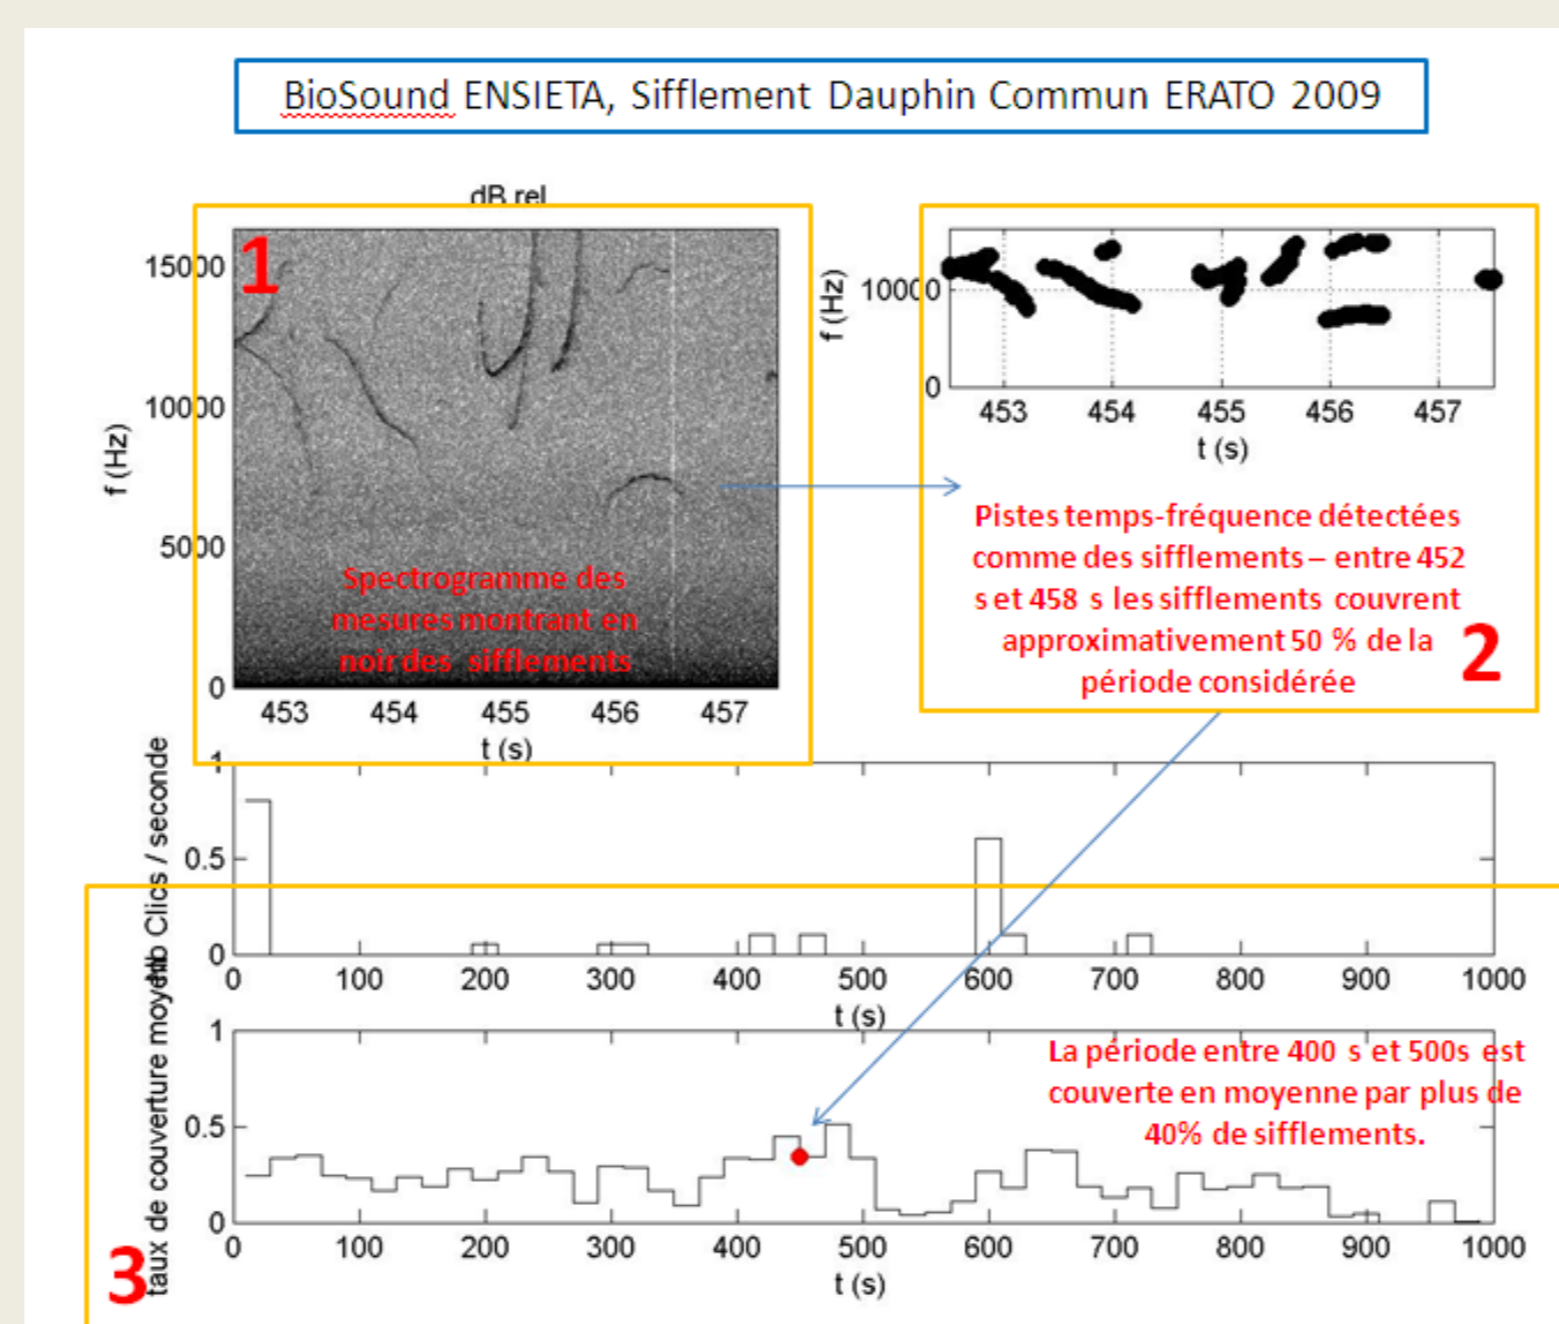 BioSound ENSIETA, Sifflement Dauphin Commun ERATO 2009
dB rel
1
15000
10000
5000
0
f (Hz)
453 454 455 456 457
t (s)
Spectrogramme des
mesures montrant en
noir des sifflements
f (Hz)
10000
0
453 454 455 456 457
t (s)
Pistes temps-fréquence détectées
comme des sifflements – entre 452
s et 458 s les sifflements couvrent
approximativement 50 % de la
période considérée
2
nb Clics / seconde
1
0.5
0
0 100 200 300 400 500 600 700 800 900 1000
t (s)
taux de couverture moyen
1
0.5
0
0 100 200 300 400 500 600 700 800 900 1000
t (s)
La période entre 400 s et 500s est
couverte en moyenne par plus de
40% de sifflements.
3